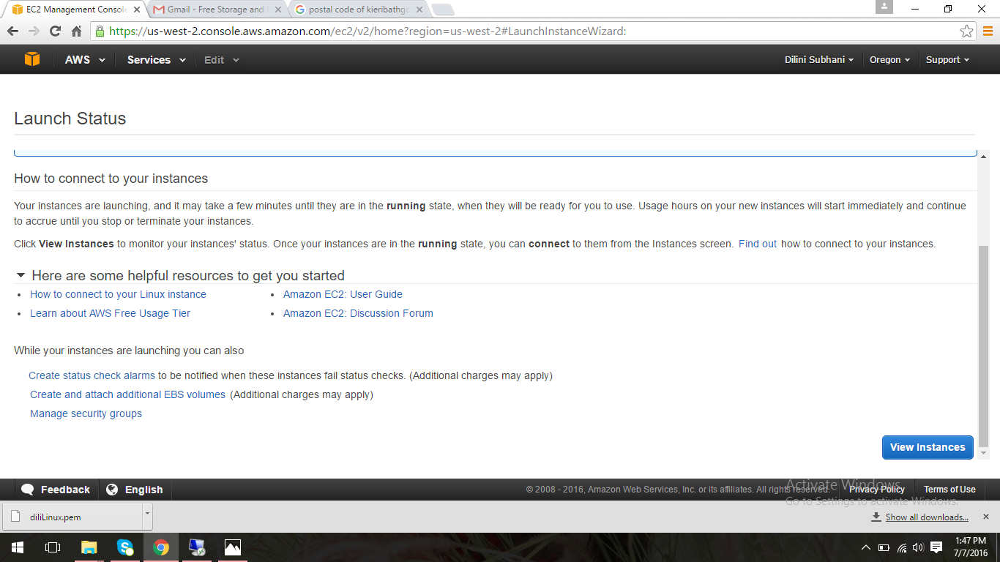 EC2 Management Console
Gmail - Free Storage and
postal code of kieribathgo
https://us-west-2.console.aws.amazon.com/ec2/v2/home?region=us-west-2#LaunchInstanceWizard:
AWS Services Edit Dilini Subhani Oregon Support
Launch Status
How to connect to your instances
Your instances are launching, and it may take a few minutes until they are in the running state, when they will be ready for you to use. Usage hours on your new instances will start immediately and continue
to accrue until you stop or terminate your instances.
Click View Instances to monitor your instances' status. Once your instances are in the running state, you can connect to them from the Instances screen. Find out how to connect to your instances.
Here are some helpful resources to get you started
How to connect to your Linux instance
Amazon EC2: User Guide
Learn about AWS Free Usage Tier
Amazon EC2: Discussion Forum
While your instances are launching you can also
Create status check alarms to be notified when these instances fail status checks. (Additional charges may apply)
Create and attach additional EBS volumes (Additional charges may apply)
Manage security groups
View Instances
Feedback English © 2008 - 2016, Amazon Web Services, Inc. or its affiliates. All rights reserved. Privacy Policy Terms of Use
Activate Windows
Go to Settings to activate Windows.
diliLinux.pem
Show all downloads...
1:47 PM
7/7/2016